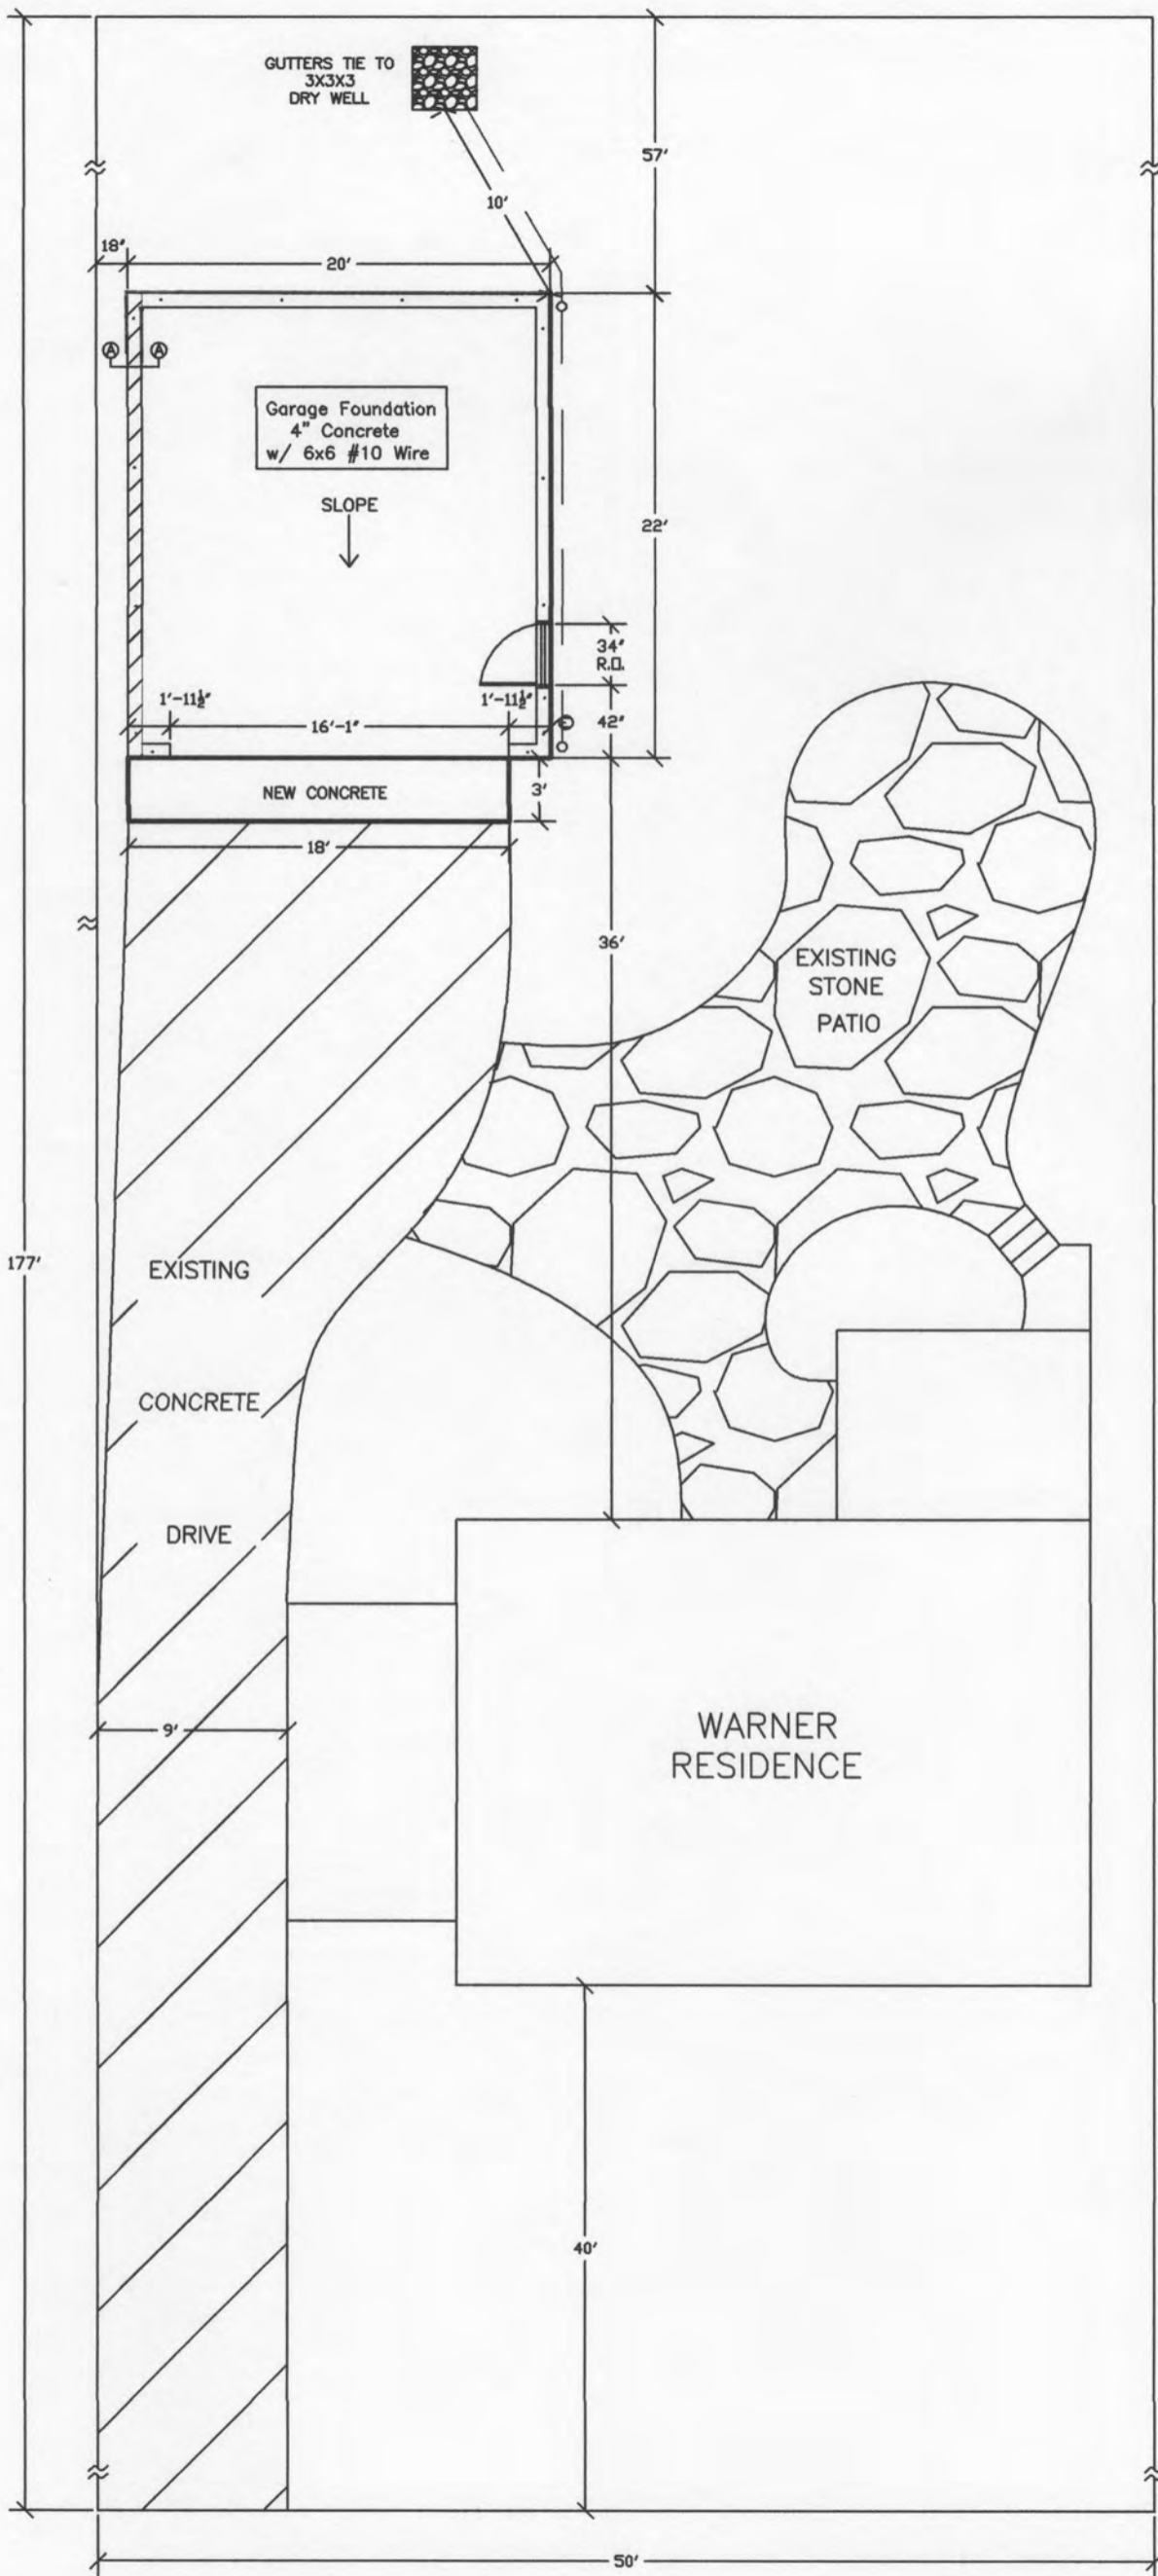 GUTTERS TIE TO
3X3X3
DRY WELL
57'
10'
18"
20'
A A
Garage Foundation
4" Concrete
w/ 6x6 #10 Wire
SLOPE
22'
34"
R.O.
1'-11½"
1'-11½"
16'-1"
42"
NEW CONCRETE
3'
18'
36'
EXISTING
STONE
PATIO
177'
EXISTING
CONCRETE
DRIVE
9'
WARNER
RESIDENCE
40'
50'